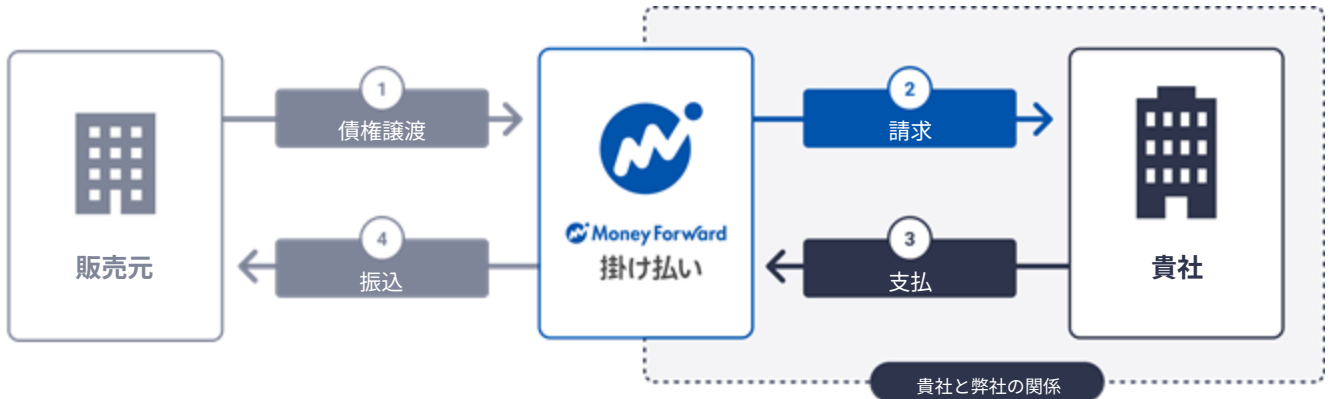 1
債権譲渡
2
請求
販売元
Money Forward
掛け払い
貴社
4
振込
3
支払
貴社と弊社の関係